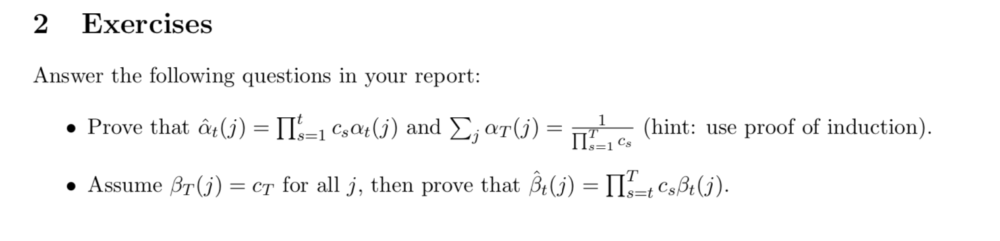 2 Exercises
Answer the following questions in your report:
• Prove that $\hat{\alpha}_t(j) = \prod_{s=1}^{t} c_s \alpha_t(j)$ and $\sum_j \alpha_T(j) = \frac{1}{\prod_{s=1}^{T} c_s}$ (hint: use proof of induction).
• Assume $\beta_T(j) = c_T$ for all $j$, then prove that $\hat{\beta}_t(j) = \prod_{s=t}^{T} c_s \beta_t(j)$.